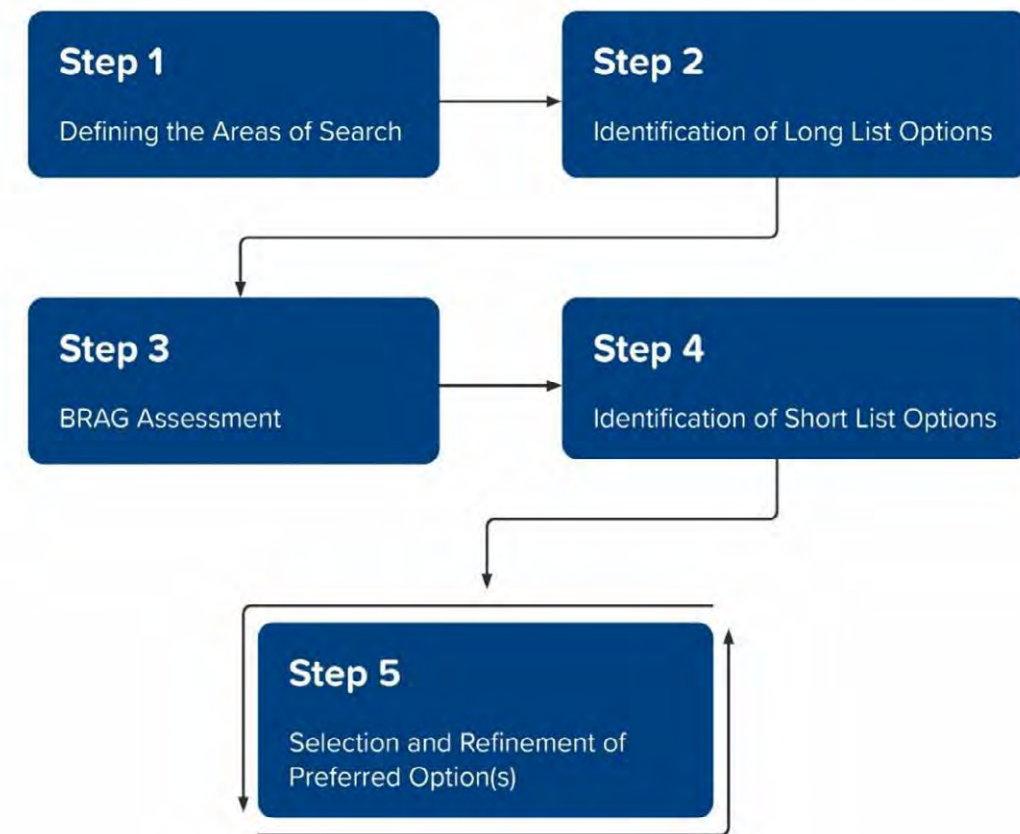 Step 1
Defining the Areas of Search
Step 2
Identification of Long List Options
Step 3
BRAG Assessment
Step 4
Identification of Short List Options
Step 5
Selection and Refinement of
Preferred Option(s)